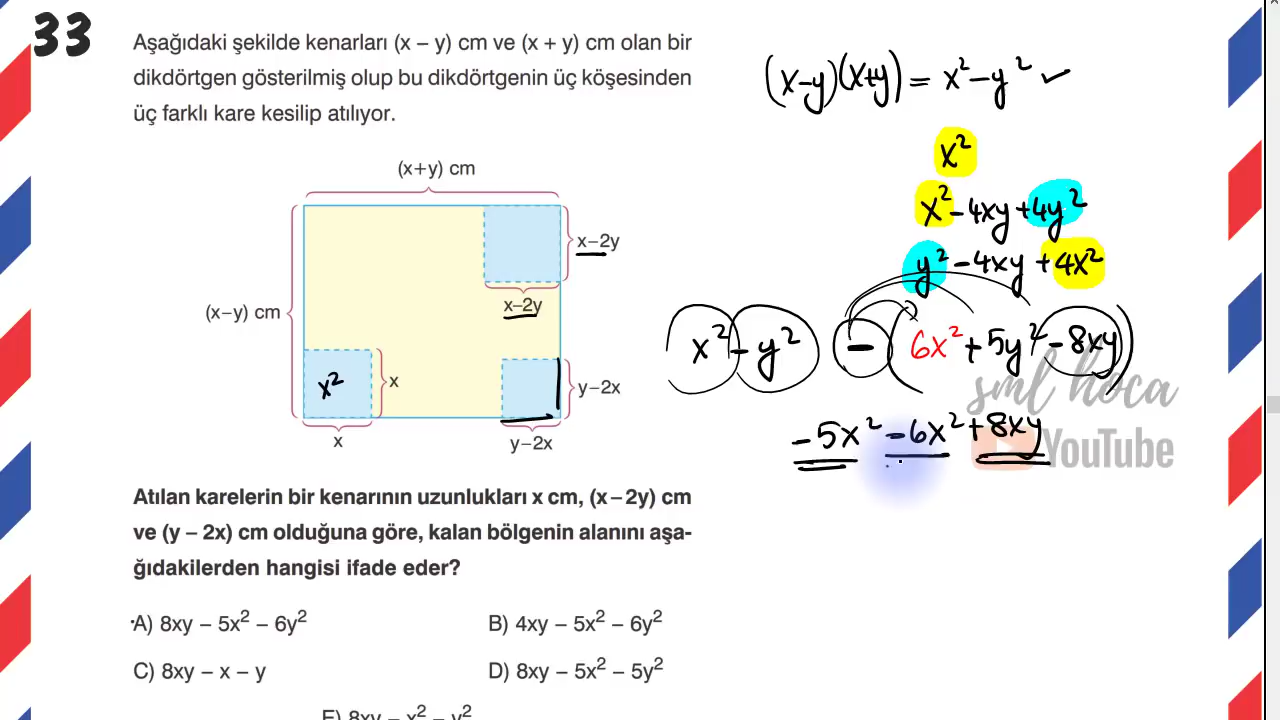 33
Aşağıdaki şekilde kenarları (x – y) cm ve (x + y) cm olan bir
dikdörtgen gösterilmiş olup bu dikdörtgenin üç köşesinden
üç farklı kare kesilip atılıyor.
(x+y) cm
x–2y
x–2y
(x–y) cm
x²
x
x
y–2x
y–2x
Atılan karelerin bir kenarının uzunlukları x cm, (x – 2y) cm
ve (y – 2x) cm olduğuna göre, kalan bölgenin alanını aşa-
ğıdakilerden hangisi ifade eder?
A) 8xy – 5x² – 6y²
B) 4xy – 5x² – 6y²
C) 8xy – x – y
D) 8xy – 5x² – 5y²
E) 8xy – x² – y²
(x-y)(x+y) = x² - y² ✓
x²
x² - 4xy + 4y²
y² - 4xy + 4x²
x² - y² - (6x² + 5y² - 8xy)
-5x² - 6x² + 8xy
sml hoca
YouTube